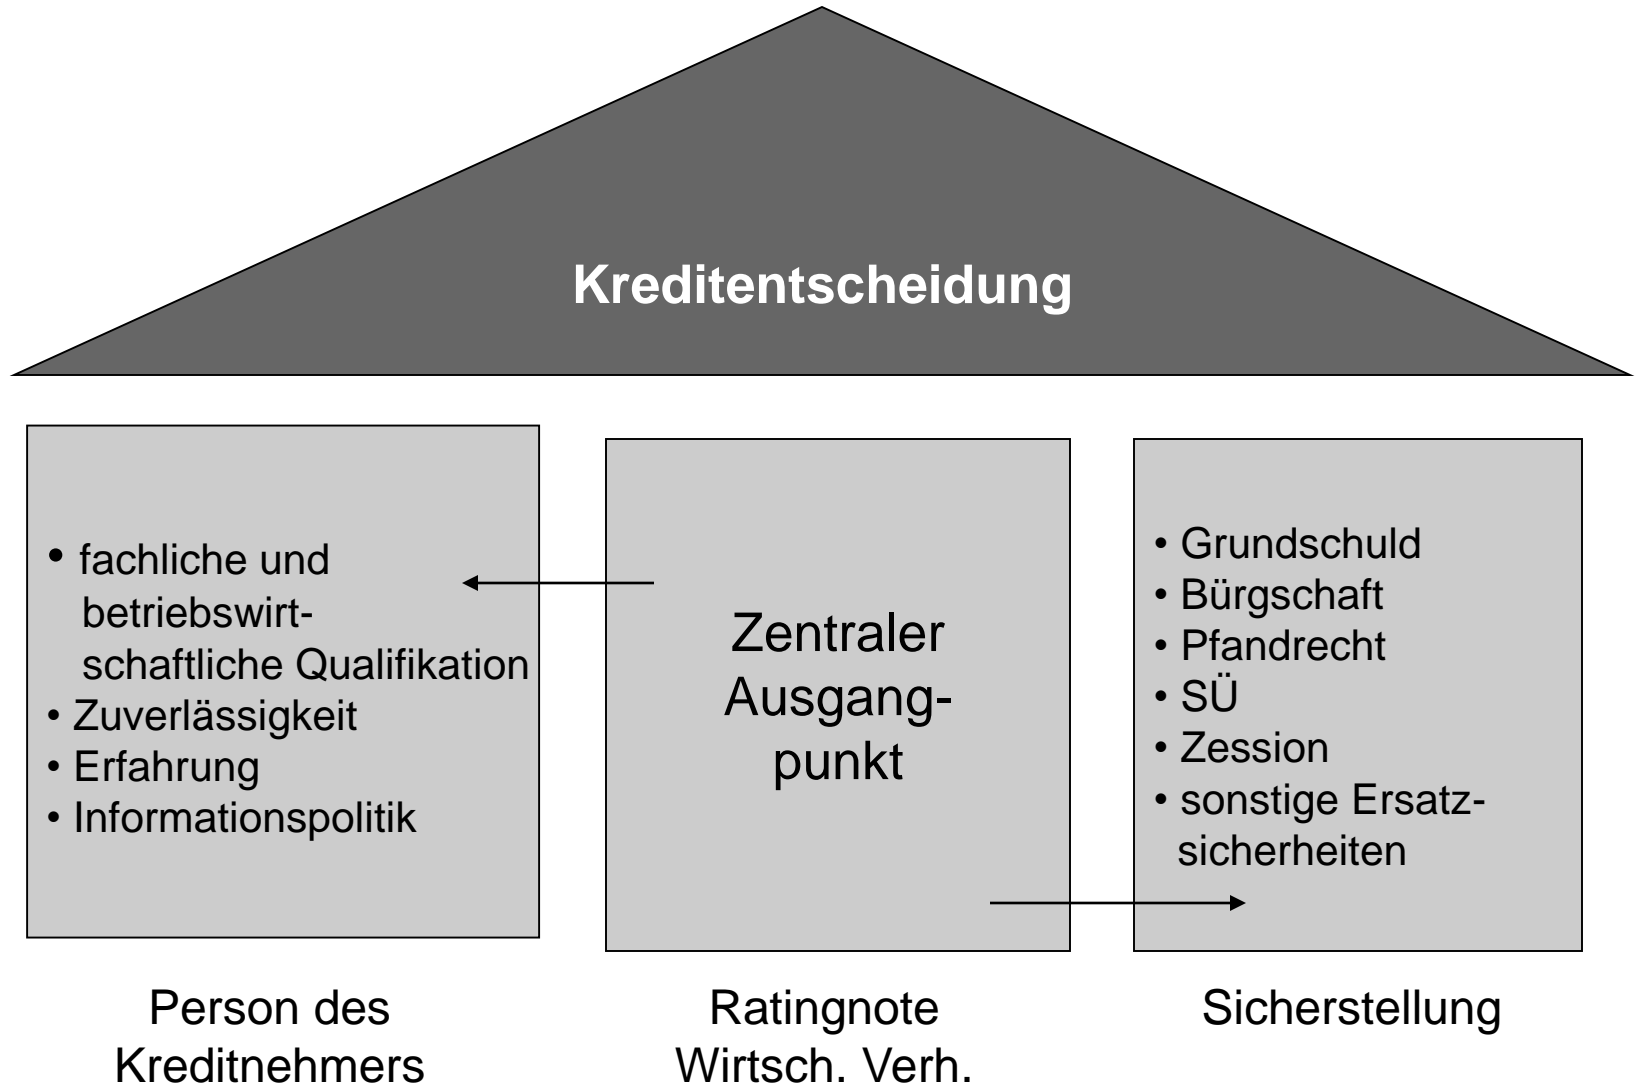 Kreditentscheidung
• fachliche und
betriebswirt-
schaftliche Qualifikation
• Zuverlässigkeit
• Erfahrung
• Informationspolitik
Zentraler
Ausgang-
punkt
• Grundschuld
• Bürgschaft
• Pfandrecht
• SÜ
• Zession
• sonstige Ersatz-
sicherheiten
Person des
Kreditnehmers
Ratingnote
Wirtsch. Verh.
Sicherstellung